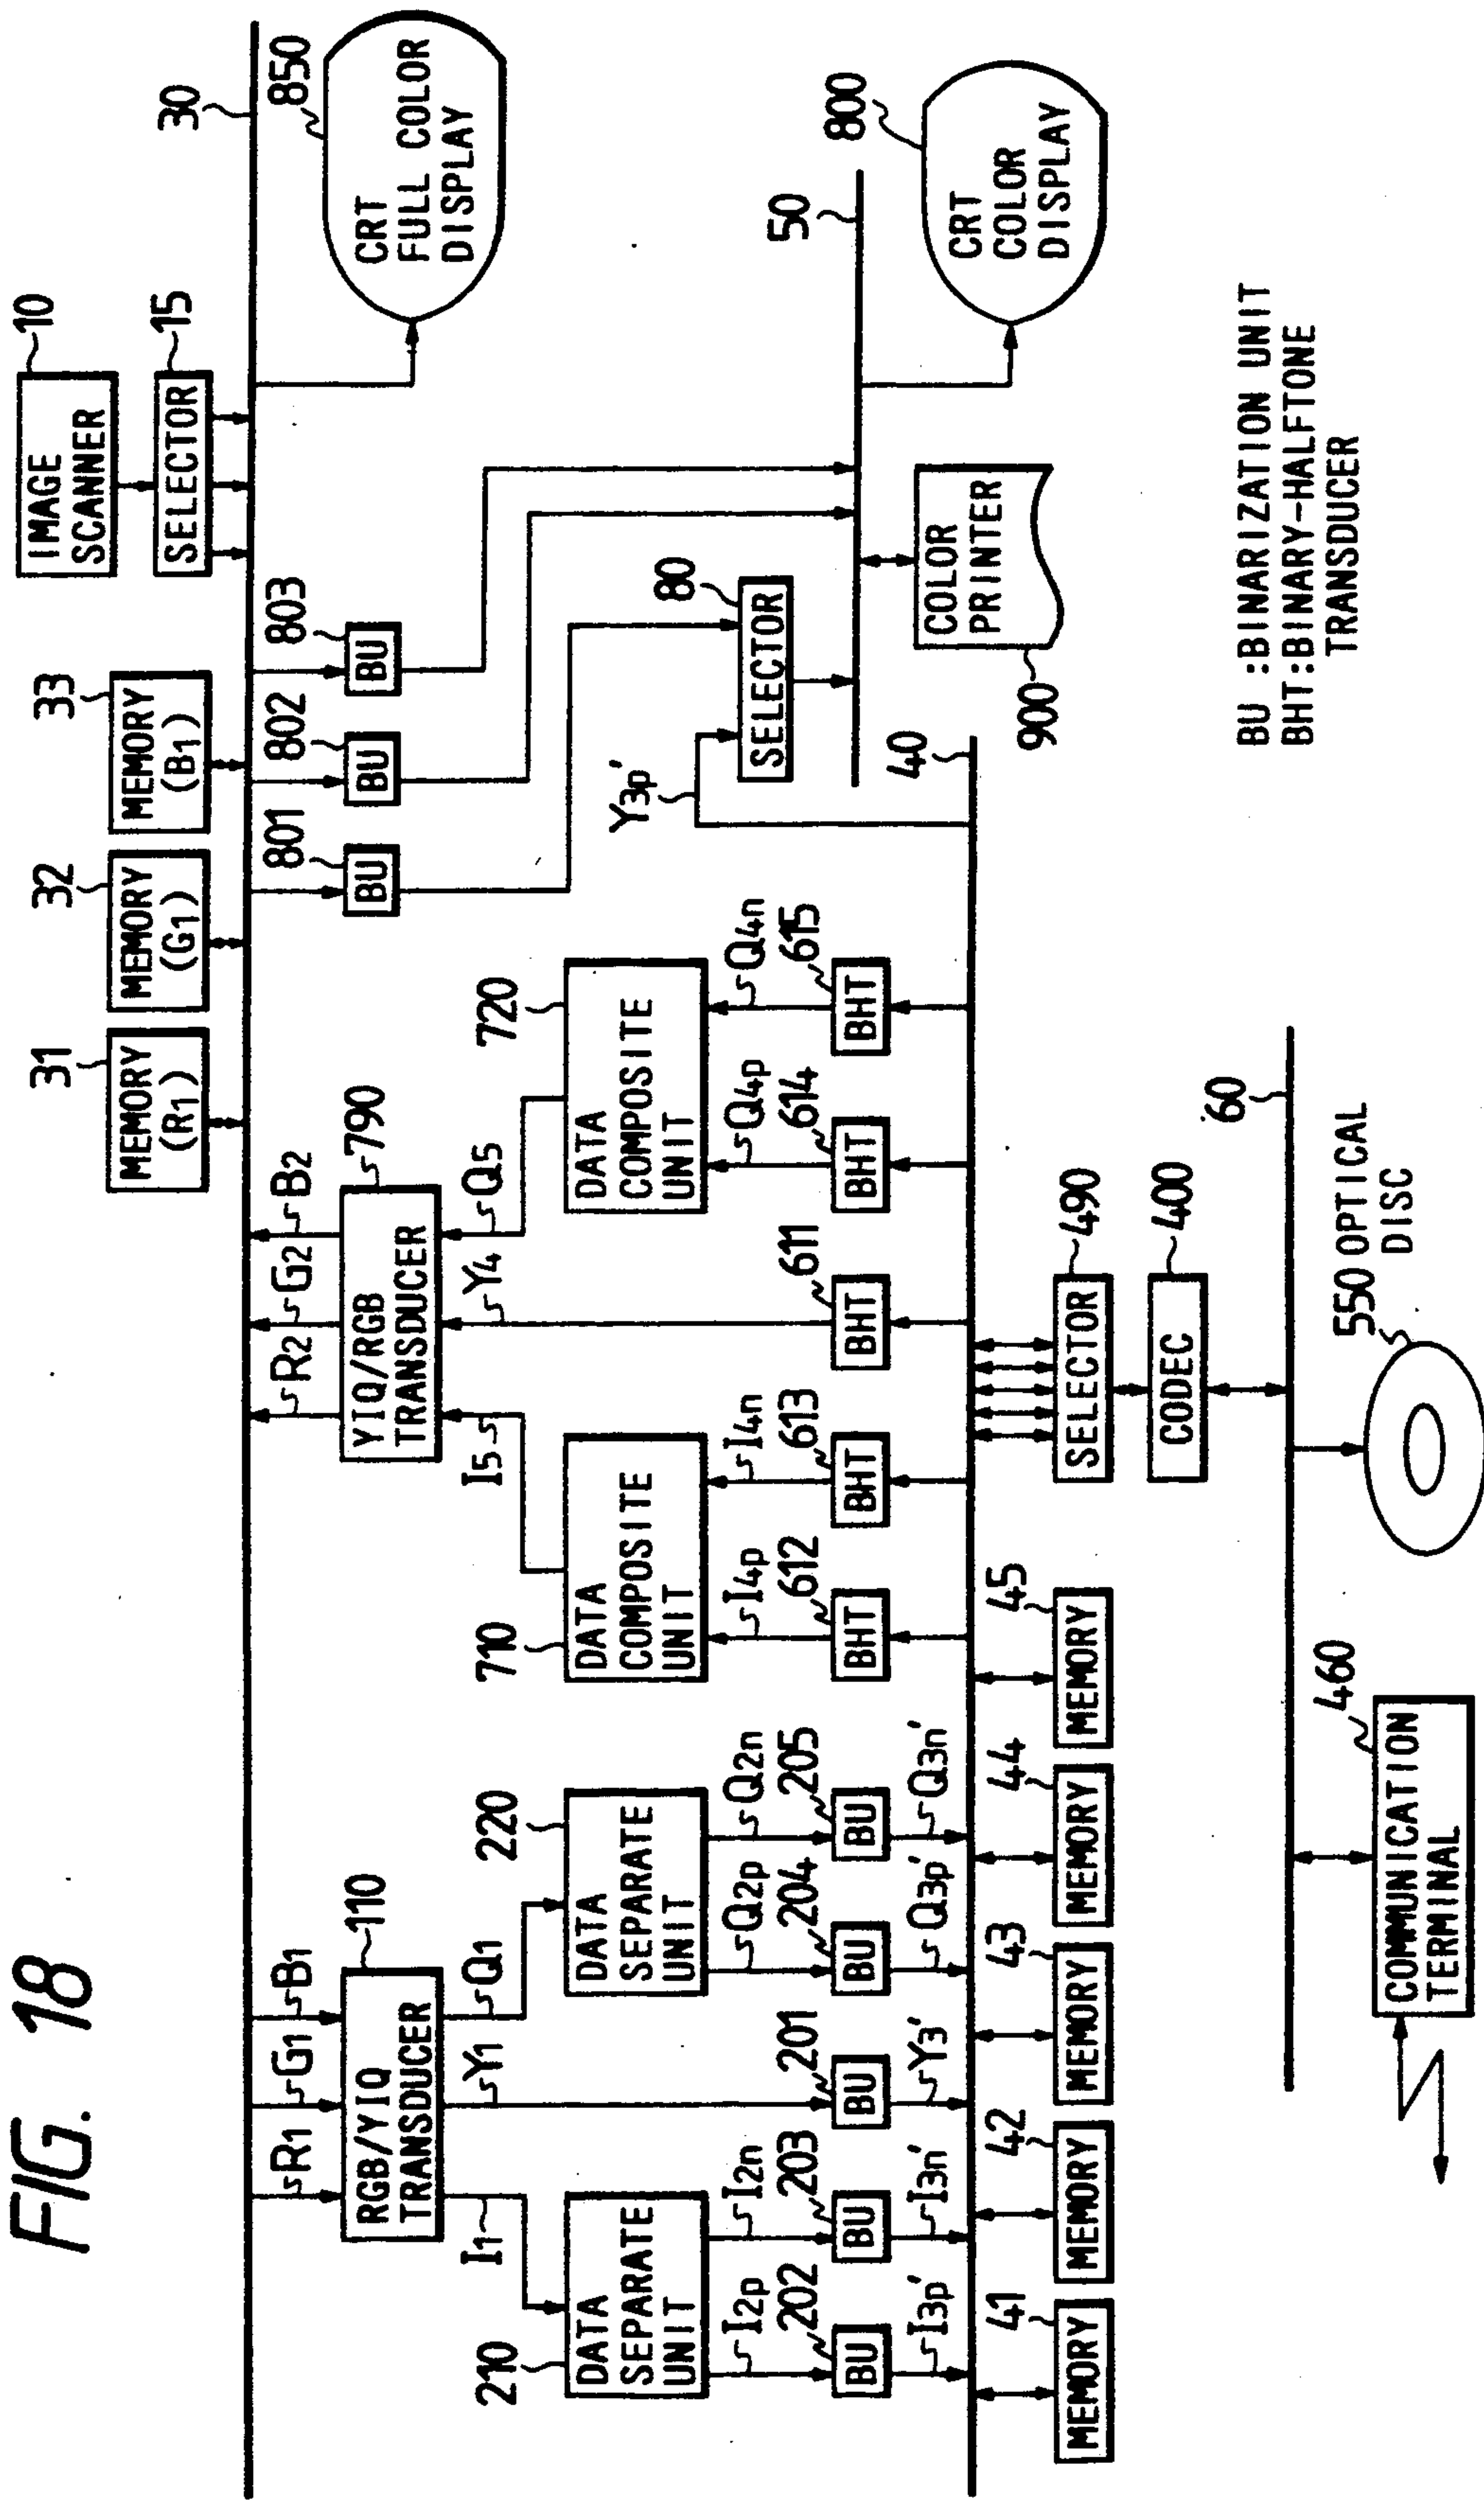 FIG. 18
IMAGE
SCANNER
10
SELECTOR
15
30
MEMORY
(R1)
31
MEMORY
(G1)
32
MEMORY
(B1)
33
CRT
FULL COLOR
DISPLAY
850
R1
G1
B1
RGB/YIQ
TRANSDUCER
110
I1
Y1
Q1
R2
G2
B2
YIQ/RGB
TRANSDUCER
790
I5
Y4
Q5
801
BU
802
BU
803
BU
210
DATA
SEPARATE
UNIT
220
DATA
SEPARATE
UNIT
710
DATA
COMPOSITE
UNIT
720
DATA
COMPOSITE
UNIT
Y3p'
SELECTOR
80
50
CRT
COLOR
DISPLAY
800
COLOR
PRINTER
900
I2p
I2n
Q2p
Q2n
I4p
I4n
Q4p
Q4n
202
BU
203
BU
201
BU
204
BU
205
BU
612
BHT
613
BHT
611
BHT
614
BHT
615
BHT
I3p'
I3n'
Y3'
Q3p'
Q3n'
40
41
MEMORY
42
MEMORY
43
MEMORY
44
MEMORY
45
MEMORY
SELECTOR
490
CODEC
400
60
COMMUNICATION
TERMINAL
460
550 OPTICAL
DISC
BU :BINARIZATION UNIT
BHT:BINARY-HALFTONE
TRANSDUCER